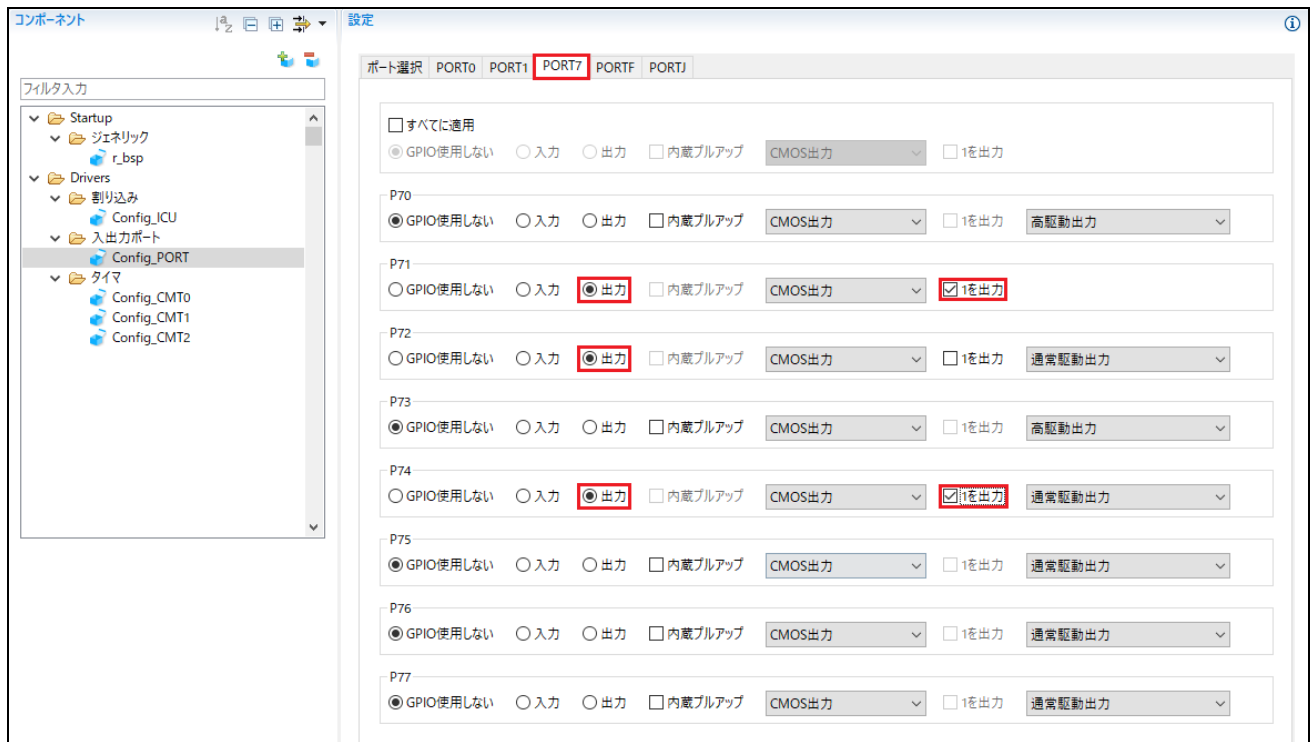 コンポーネント
設定
ポート選択 PORT0 PORT1 PORT7 PORTF PORTJ
フィルタ入力
Startup
ジェネリック
r_bsp
Drivers
割り込み
Config_ICU
入出力ポート
Config_PORT
タイマ
Config_CMT0
Config_CMT1
Config_CMT2
すべてに適用
GPIO使用しない 入力 出力 内蔵プルアップ CMOS出力 1を出力
P70
GPIO使用しない 入力 出力 内蔵プルアップ CMOS出力 1を出力 高駆動出力
P71
GPIO使用しない 入力 出力 内蔵プルアップ CMOS出力 1を出力
P72
GPIO使用しない 入力 出力 内蔵プルアップ CMOS出力 1を出力 通常駆動出力
P73
GPIO使用しない 入力 出力 内蔵プルアップ CMOS出力 1を出力 高駆動出力
P74
GPIO使用しない 入力 出力 内蔵プルアップ CMOS出力 1を出力 通常駆動出力
P75
GPIO使用しない 入力 出力 内蔵プルアップ CMOS出力 1を出力 通常駆動出力
P76
GPIO使用しない 入力 出力 内蔵プルアップ CMOS出力 1を出力 通常駆動出力
P77
GPIO使用しない 入力 出力 内蔵プルアップ CMOS出力 1を出力 通常駆動出力